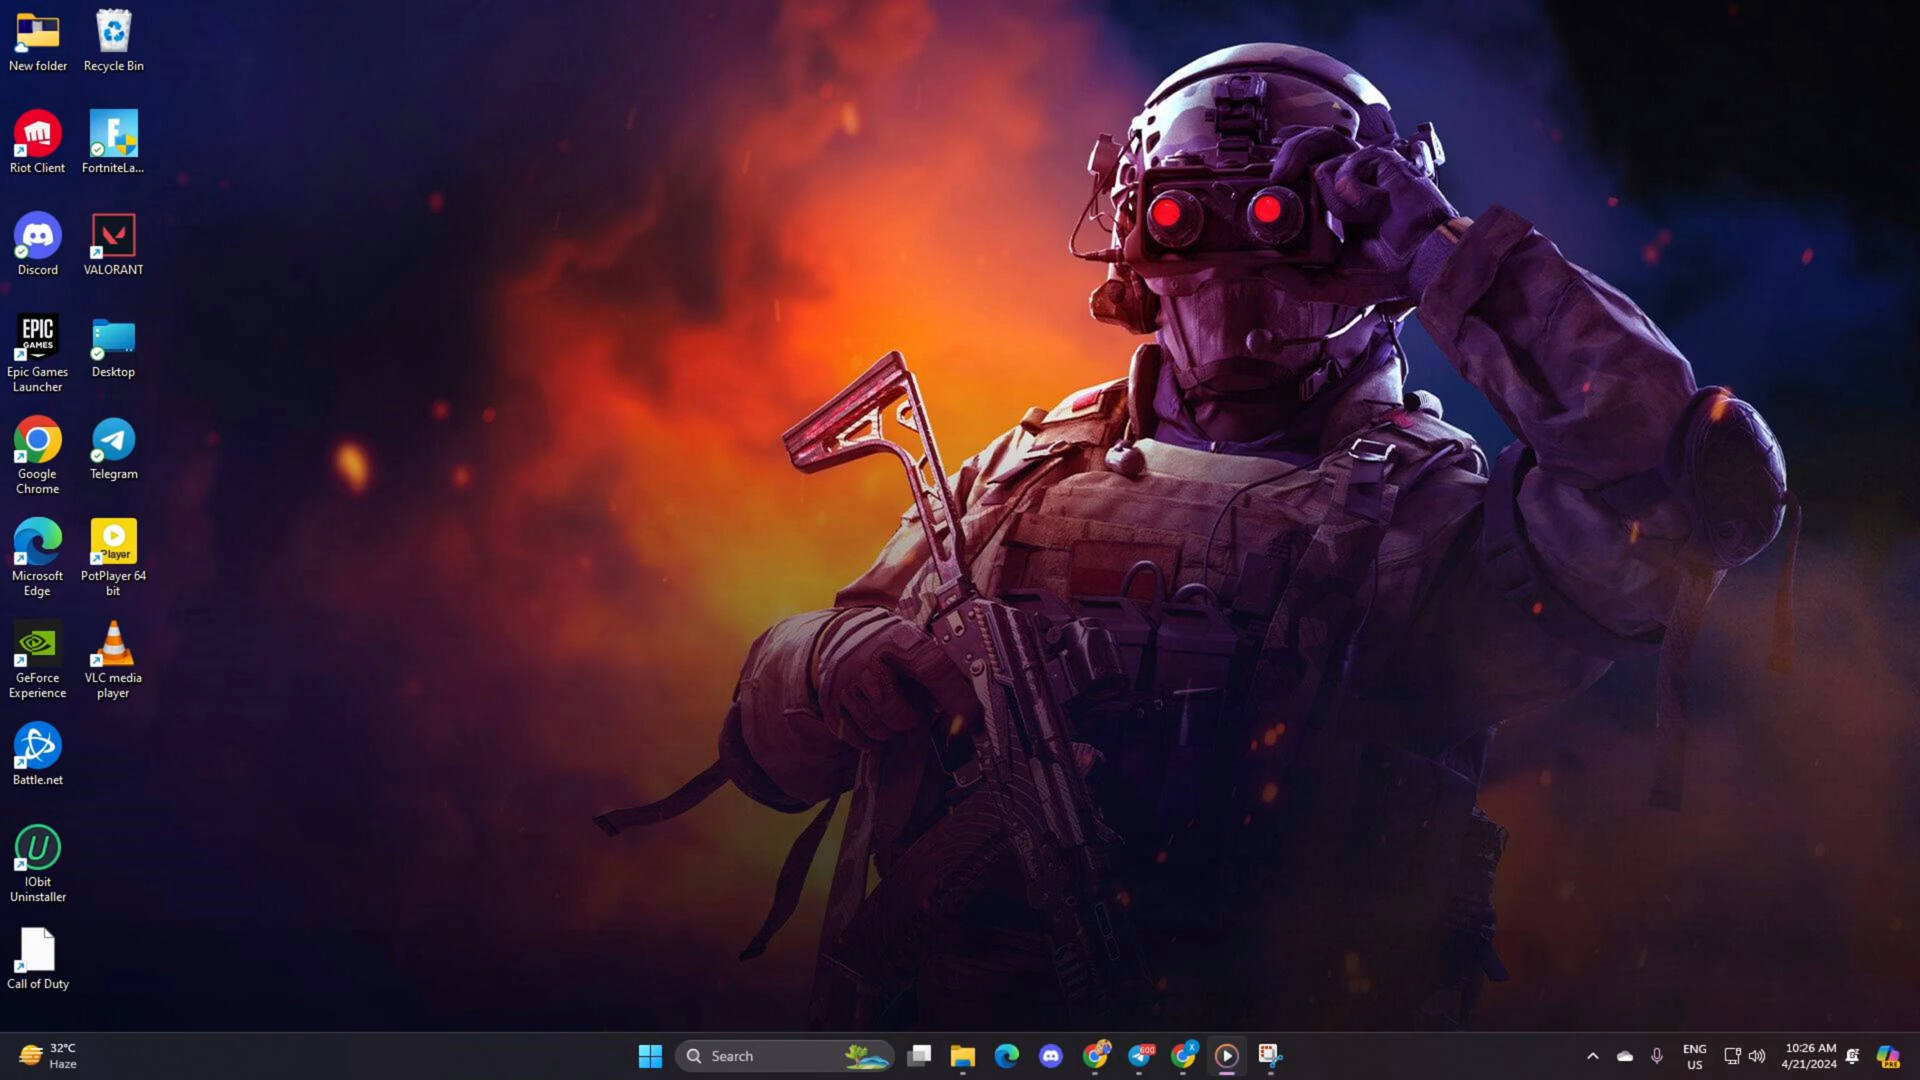 New folder
Recycle Bin
Riot Client
FortniteLa...
Discord
VALORANT
EPIC
GAMES
Epic Games
Launcher
Desktop
Google
Chrome
Telegram
Microsoft
Edge
Player
PotPlayer 64
bit
GeForce
Experience
VLC media
player
Battle.net
IObit
Uninstaller
Call of Duty
32°C
Haze
Search
600
X
ENG
US
10:26 AM
4/21/2024
PRE